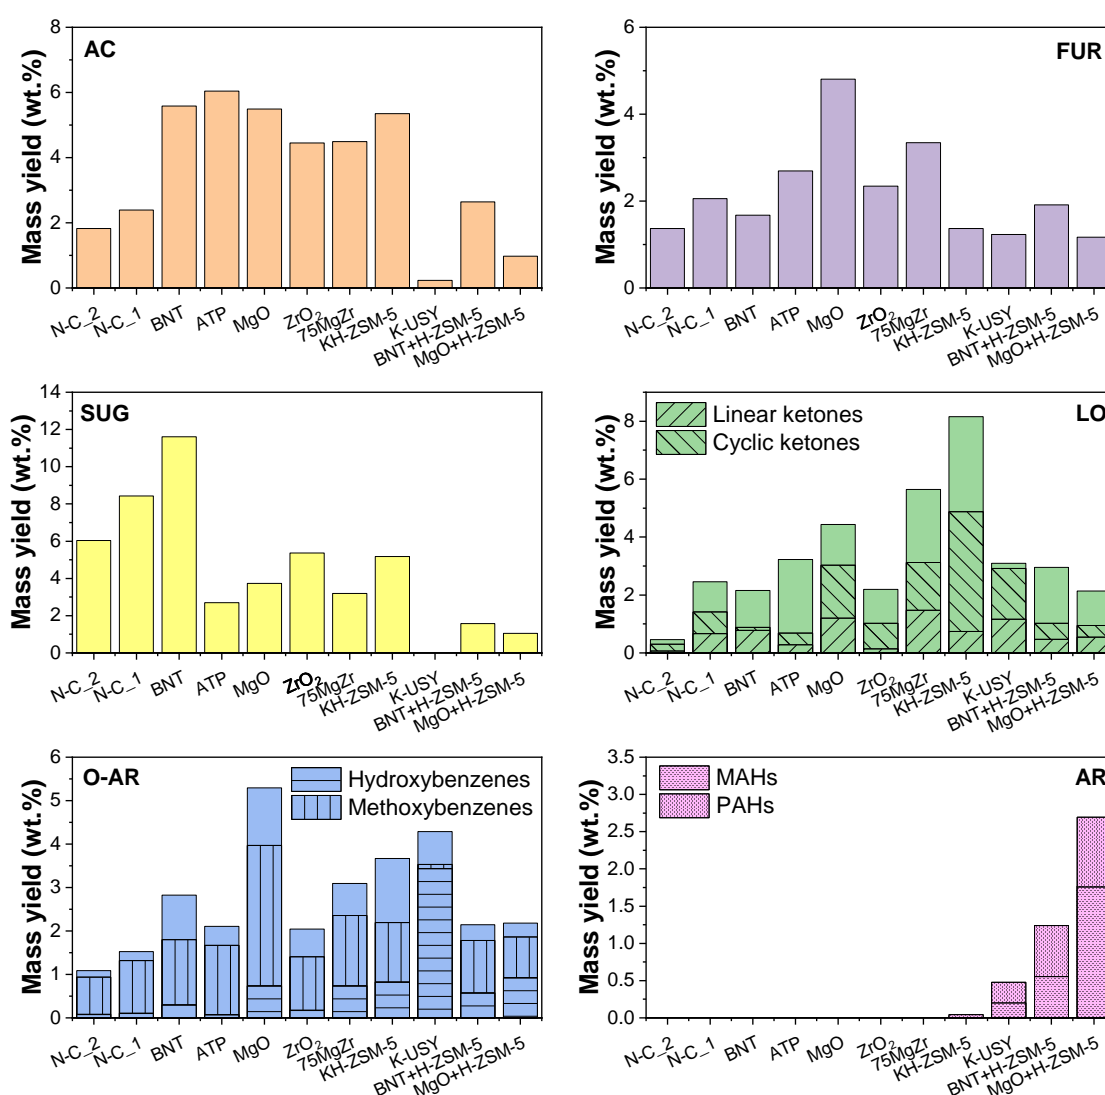 AC
Mass yield (wt.%)
8
6
4
2
0
N-C_2
N-C_1
BNT
ATP
MgO
ZrO2
75MgZr
KH-ZSM-5
K-USY
BNT+H-ZSM-5
MgO+H-ZSM-5
FUR
Mass yield (wt.%)
6
4
2
0
N-C_2
N-C_1
BNT
ATP
MgO
ZrO2
75MgZr
KH-ZSM-5
K-USY
BNT+H-ZSM-5
MgO+H-ZSM-5
SUG
Mass yield (wt.%)
14
12
10
8
6
4
2
0
N-C_2
N-C_1
BNT
ATP
MgO
ZrO2
75MgZr
KH-ZSM-5
K-USY
BNT+H-ZSM-5
MgO+H-ZSM-5
LO
Linear ketones
Cyclic ketones
Mass yield (wt.%)
8
6
4
2
0
N-C_2
N-C_1
BNT
ATP
MgO
ZrO2
75MgZr
KH-ZSM-5
K-USY
BNT+H-ZSM-5
MgO+H-ZSM-5
O-AR
Hydroxybenzenes
Methoxybenzenes
Mass yield (wt.%)
6
5
4
3
2
1
0
N-C_2
N-C_1
BNT
ATP
MgO
ZrO2
75MgZr
KH-ZSM-5
K-USY
BNT+H-ZSM-5
MgO+H-ZSM-5
AR
MAHs
PAHs
Mass yield (wt.%)
3.5
3.0
2.5
2.0
1.5
1.0
0.5
0.0
N-C_2
N-C_1
BNT
ATP
MgO
ZrO2
75MgZr
KH-ZSM-5
K-USY
BNT+H-ZSM-5
MgO+H-ZSM-5